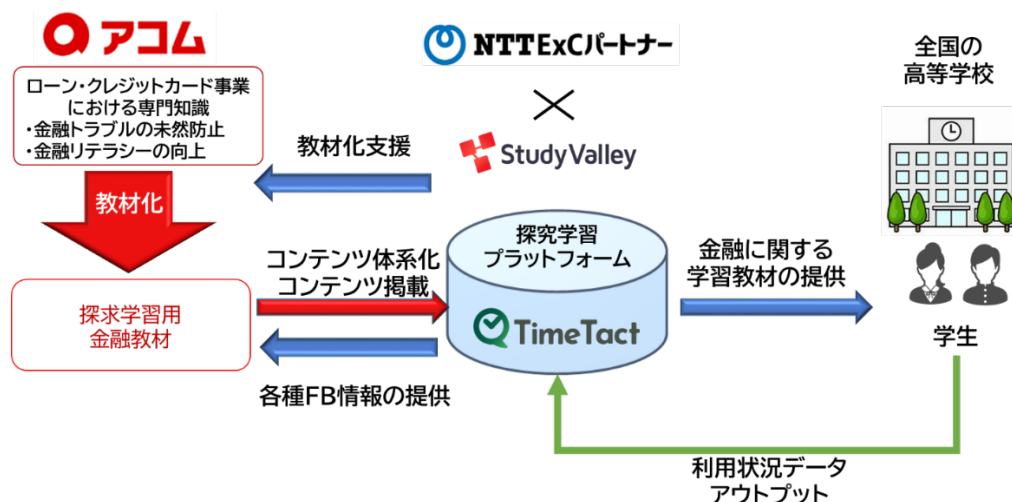 アコム
ローン・クレジットカード事業
における専門知識
・金融トラブルの未然防止
・金融リテラシーの向上
教材化
探求学習用
金融教材
NTT ExCパートナー
×
StudyValley
教材化支援
コンテンツ体系化
コンテンツ掲載
各種FB情報の提供
探究学習
プラットフォーム
TimeTact
金融に関する
学習教材の提供
全国の
高等学校
学生
利用状況データ
アウトプット